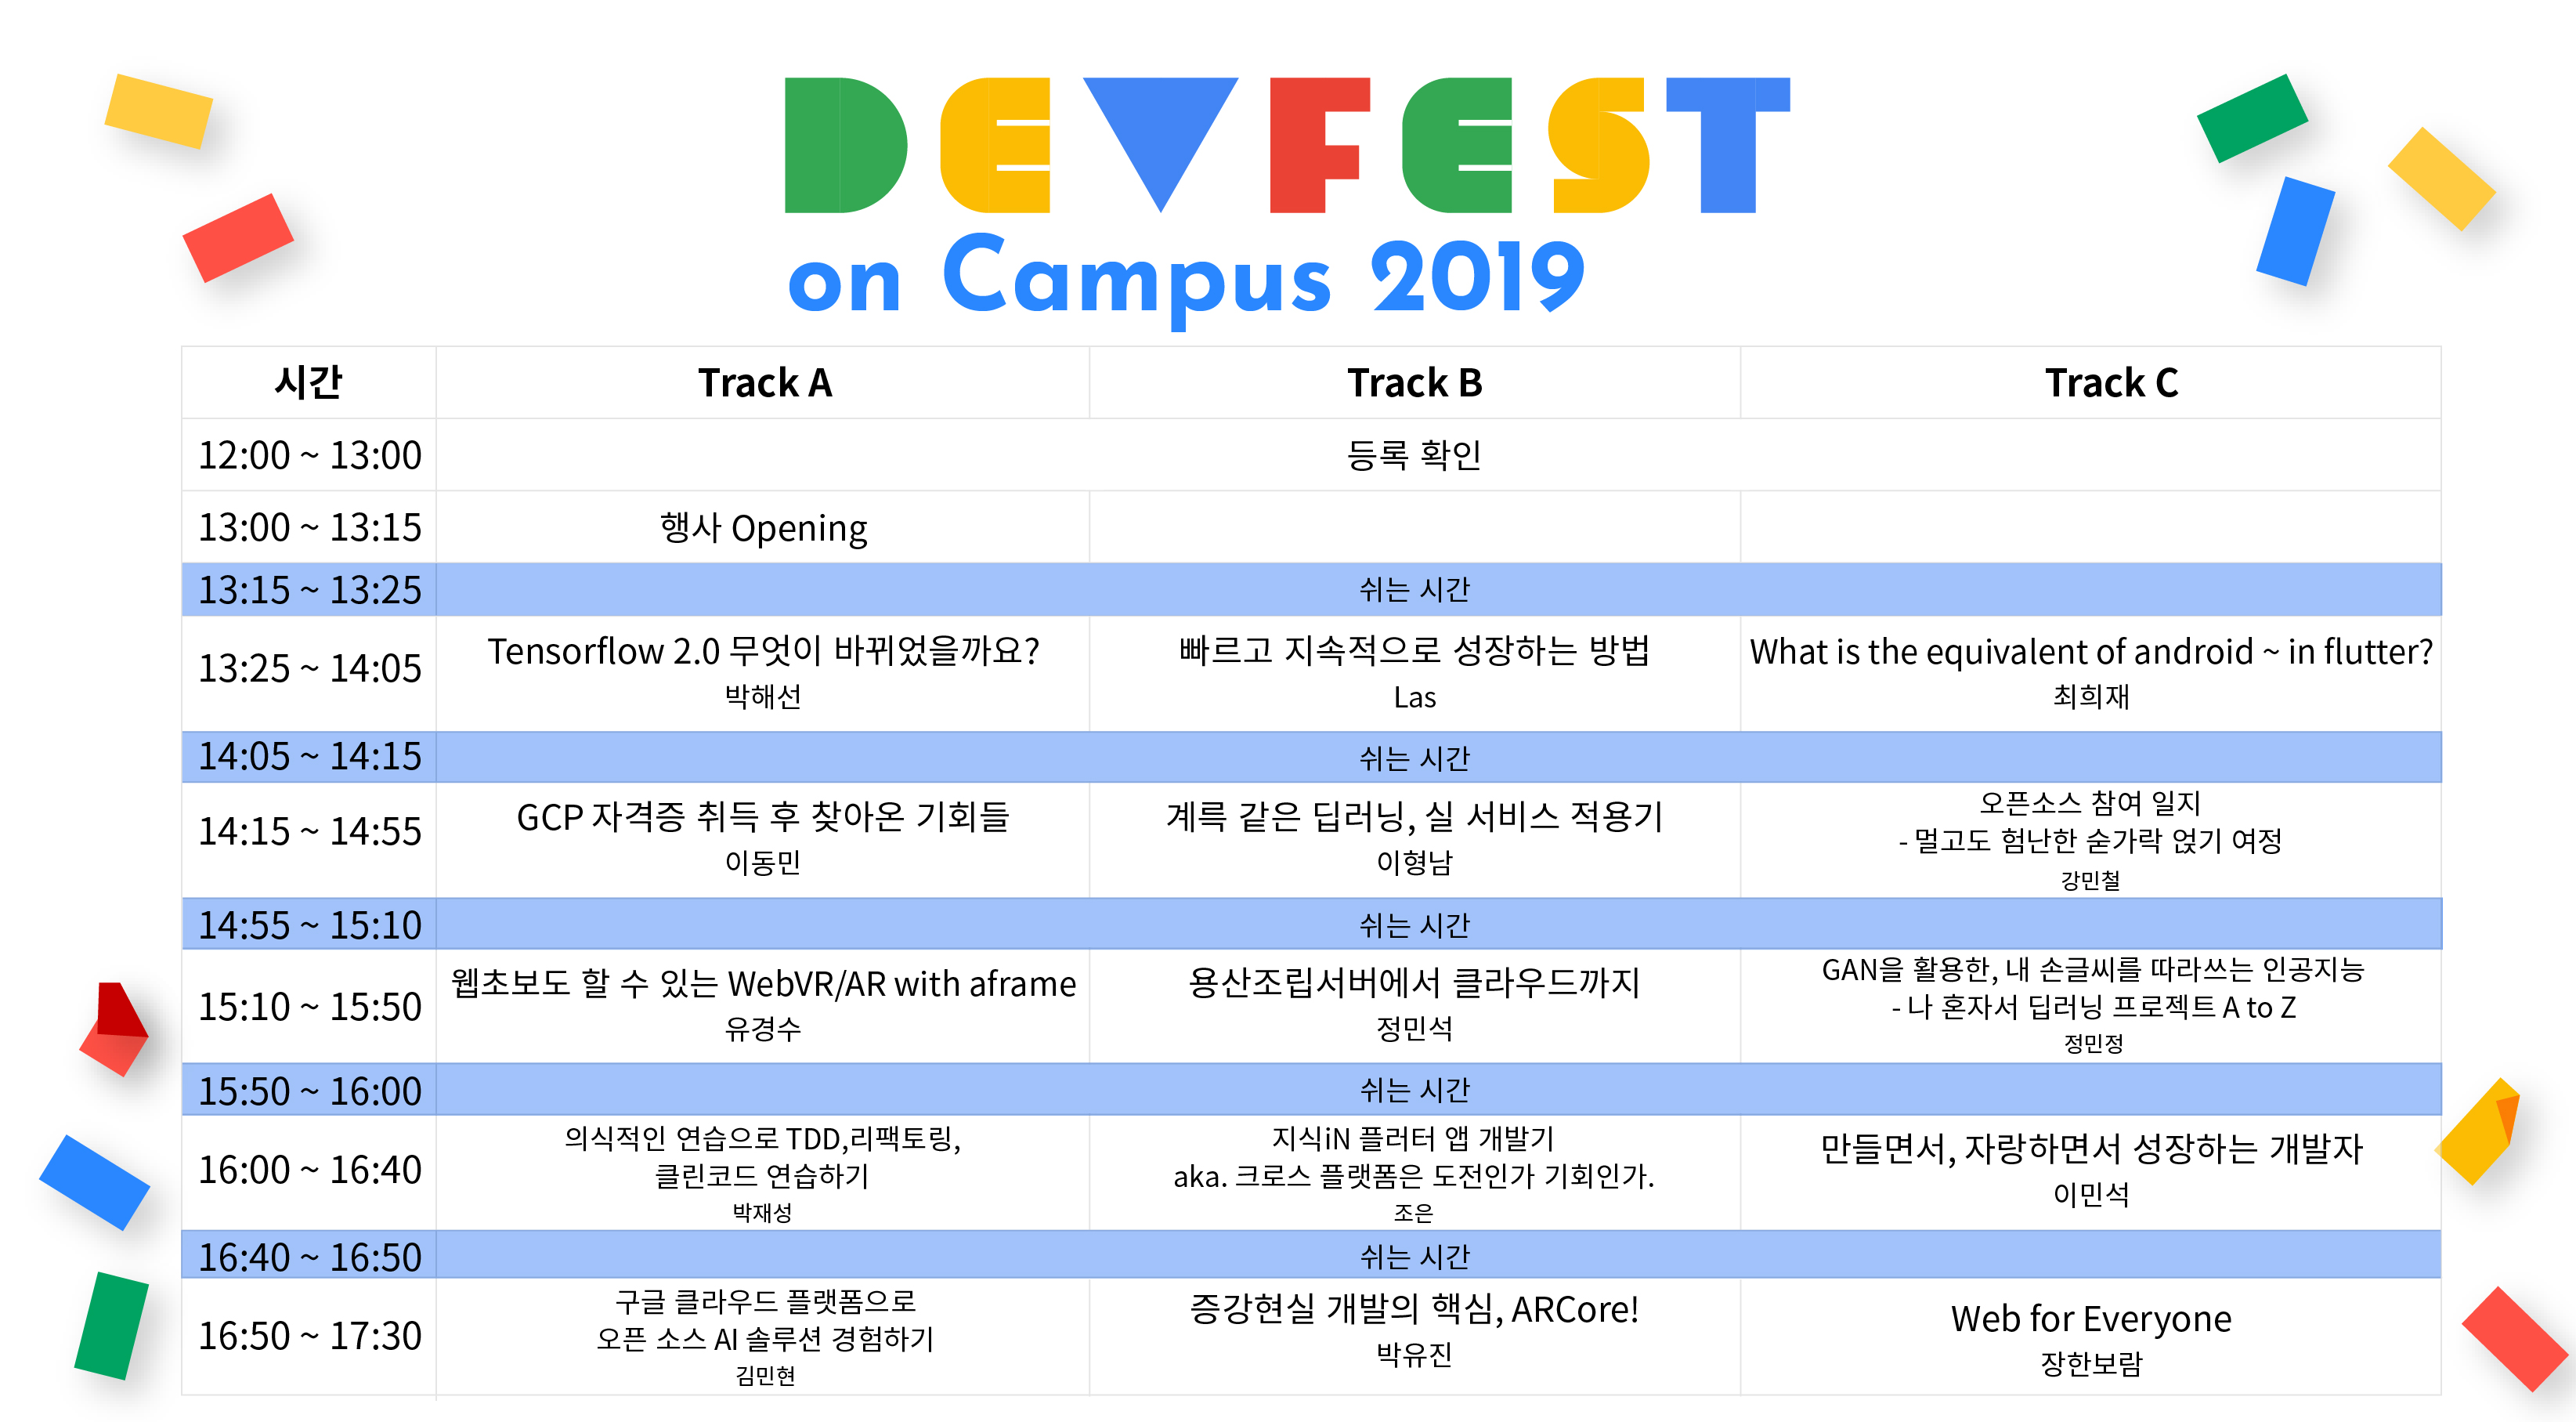 DEVFEST
on Campus 2019
시간 Track A Track B Track C
12:00 ~ 13:00 등록 확인
13:00 ~ 13:15 행사 Opening
13:15 ~ 13:25 쉬는 시간
13:25 ~ 14:05
Tensorflow 2.0 무엇이 바뀌었을까요?
박해선
빠르고 지속적으로 성장하는 방법
Las
What is the equivalent of android ~ in flutter?
최희재
14:05 ~ 14:15 쉬는 시간
14:15 ~ 14:55
GCP 자격증 취득 후 찾아온 기회들
이동민
계륵 같은 딥러닝, 실 서비스 적용기
이형남
오픈소스 참여 일지
- 멀고도 험난한 숟가락 얹기 여정
강민철
14:55 ~ 15:10 쉬는 시간
15:10 ~ 15:50
웹초보도 할 수 있는 WebVR/AR with aframe
유경수
용산조립서버에서 클라우드까지
정민석
GAN을 활용한, 내 손글씨를 따라쓰는 인공지능
- 나 혼자서 딥러닝 프로젝트 A to Z
정민정
15:50 ~ 16:00 쉬는 시간
16:00 ~ 16:40
의식적인 연습으로 TDD,리팩토링,
클린코드 연습하기
박재성
지식iN 플러터 앱 개발기
aka. 크로스 플랫폼은 도전인가 기회인가.
조은
만들면서, 자랑하면서 성장하는 개발자
이민석
16:40 ~ 16:50 쉬는 시간
16:50 ~ 17:30
구글 클라우드 플랫폼으로
오픈 소스 AI 솔루션 경험하기
김민현
증강현실 개발의 핵심, ARCore!
박유진
Web for Everyone
장한보람